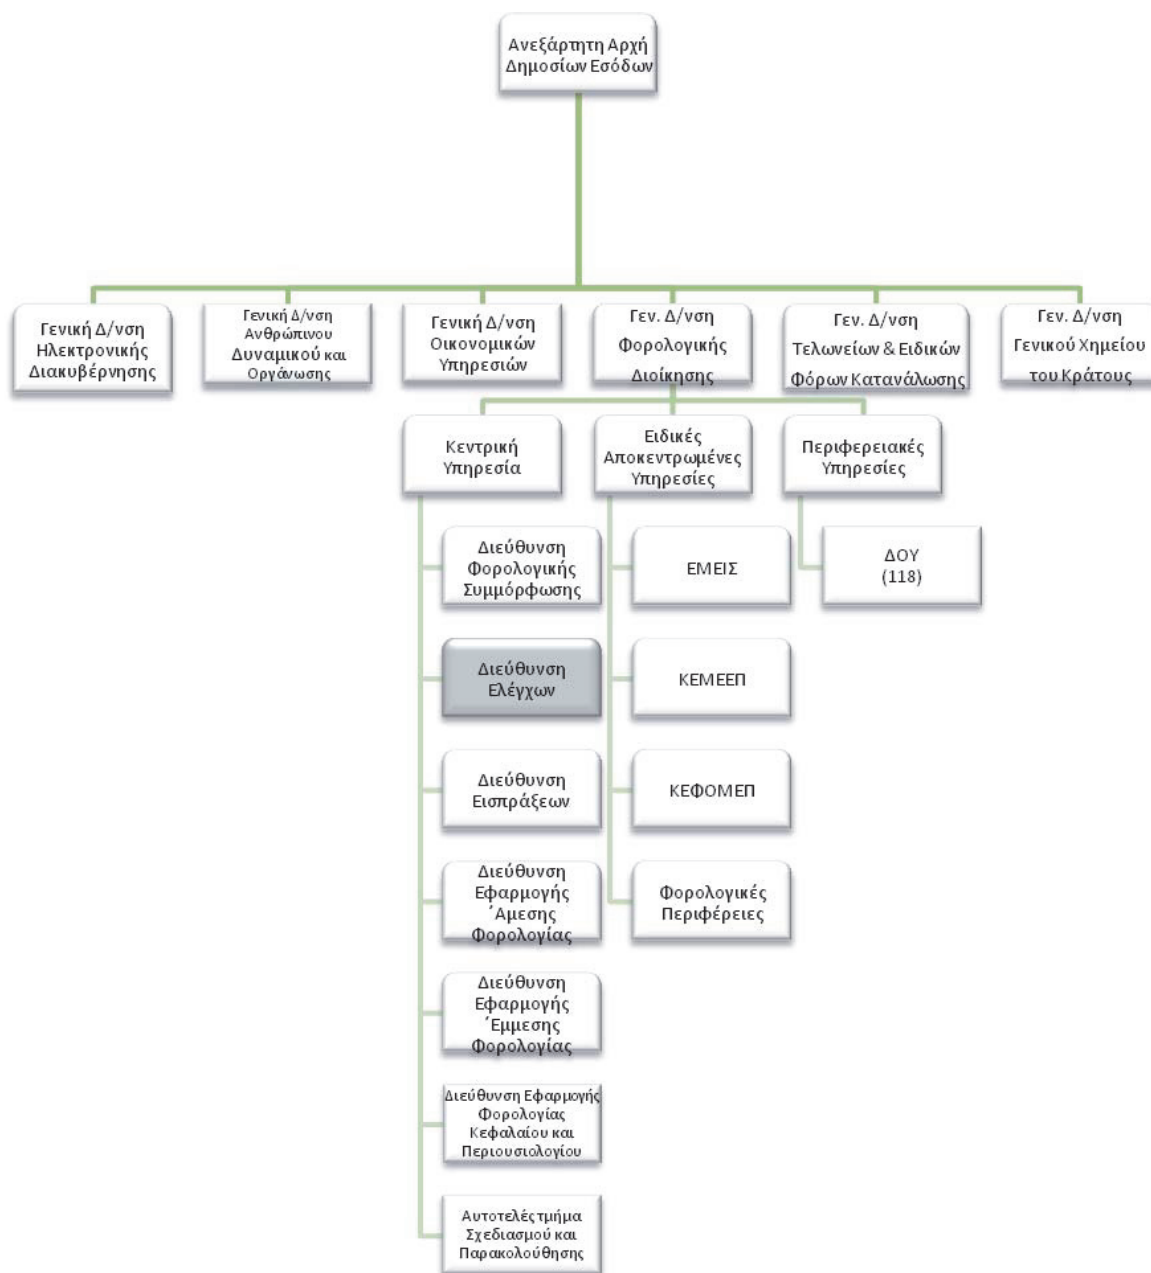 Ανεξάρτητη Αρχή
Δημοσίων Εσόδων
Γενική Δ/νση
Ηλεκτρονικής
Διακυβέρνησης
Γενική Δ/νση
Ανθρώπινου
Δυναμικού και
Οργάνωσης
Γενική Δ/νση
Οικονομικών
Υπηρεσιών
Γεν. Δ/νση
Φορολογικής
Διοίκησης
Γεν. Δ/νση
Τελωνείων & Ειδικών
Φόρων Κατανάλωσης
Γεν. Δ/νση
Γενικού Χημείου
του Κράτους
Κεντρική
Υπηρεσία
Ειδικές
Αποκεντρωμένες
Υπηρεσίες
Περιφερειακές
Υπηρεσίες
Διεύθυνση
Φορολογικής
Συμμόρφωσης
Διεύθυνση
Ελέγχων
Διεύθυνση
Εισπράξεων
Διεύθυνση
Εφαρμογής
΄Αμεσης
Φορολογίας
Διεύθυνση
Εφαρμογής
΄Εμμεσης
Φορολογίας
Διεύθυνση Εφαρμογής
Φορολογίας
Κεφαλαίου και
Περιουσιολογίου
Αυτοτελές τμήμα
Σχεδιασμού και
Παρακολούθησης
ΕΜΕΙΣ
ΚΕΜΕΕΠ
ΚΕΦΟΜΕΠ
Φορολογικές
Περιφέρειες
ΔΟΥ
(118)